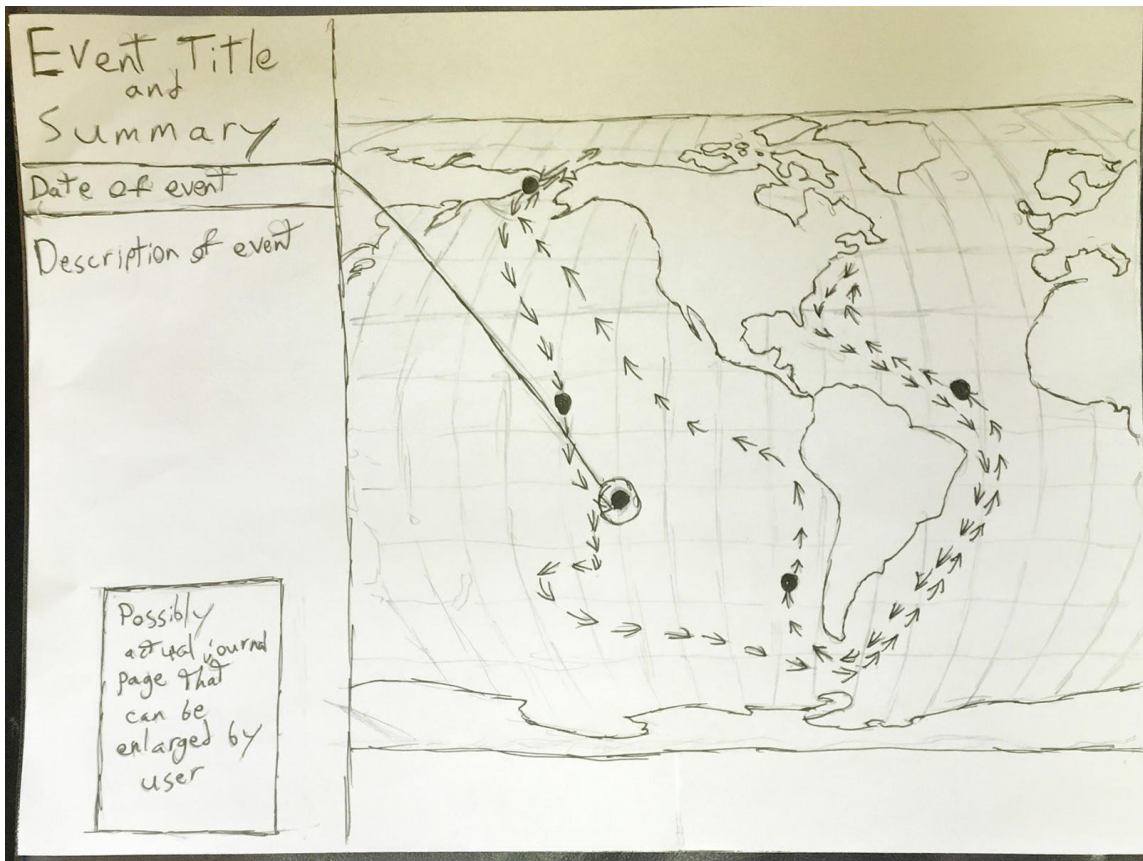 Event Title
and
Summary
Date of event
Description of event
Possibly
actual journal
page that
can be
enlarged by
user